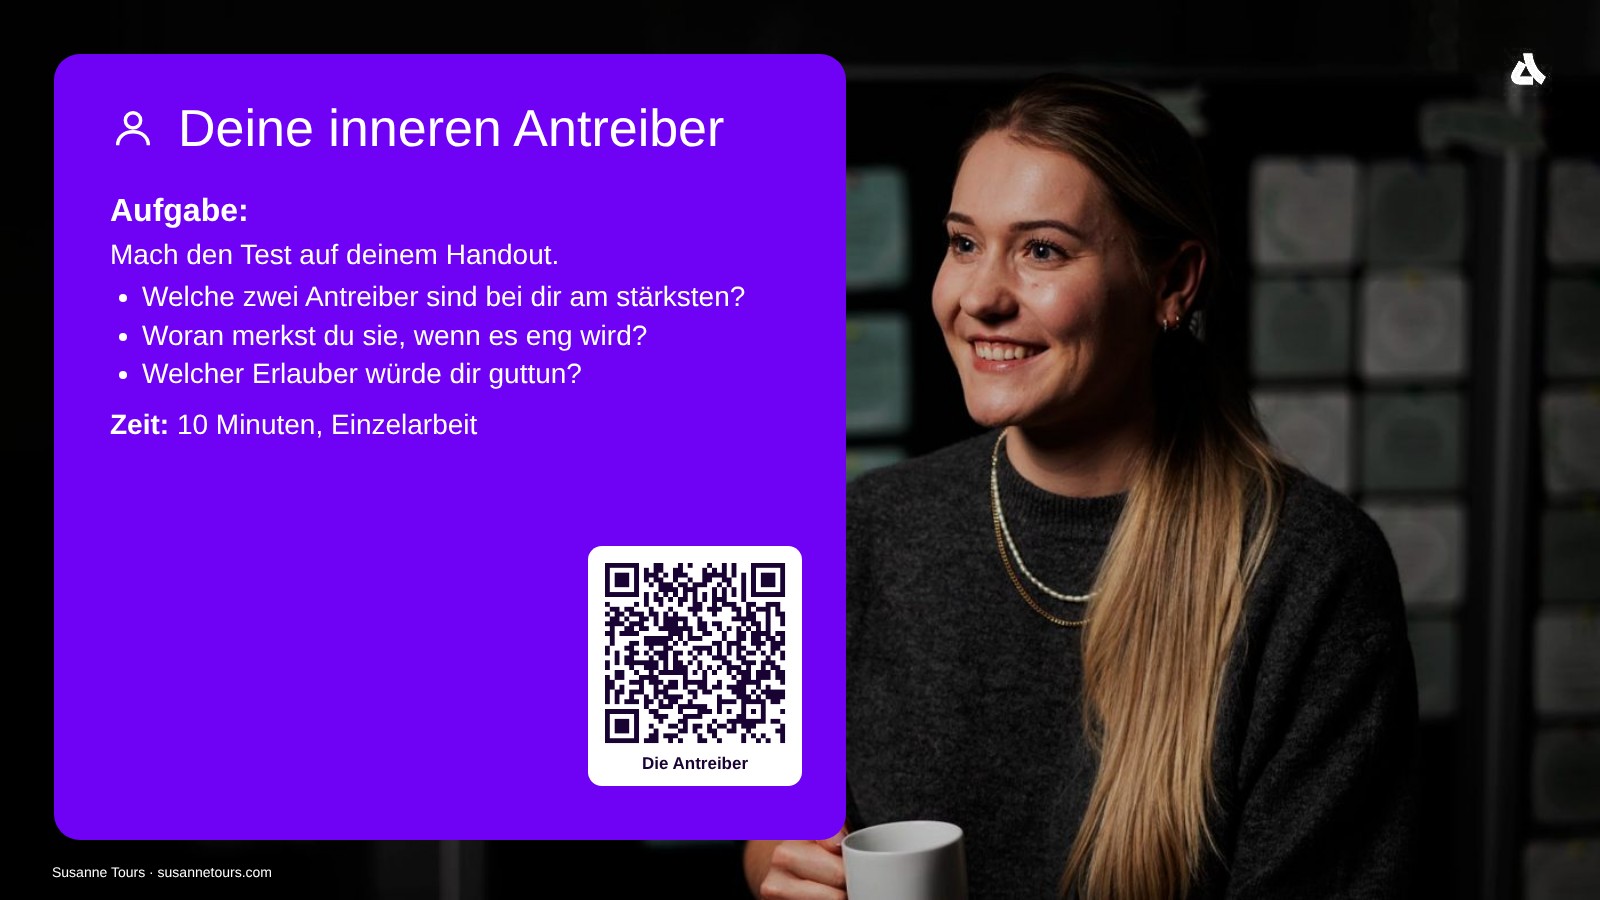 Deine inneren Antreiber
Aufgabe:
Mach den Test auf deinem Handout.
• Welche zwei Antreiber sind bei dir am stärksten?
• Woran merkst du sie, wenn es eng wird?
• Welcher Erlauber würde dir guttun?
Zeit: 10 Minuten, Einzelarbeit
Die Antreiber
Susanne Tours · susannetours.com